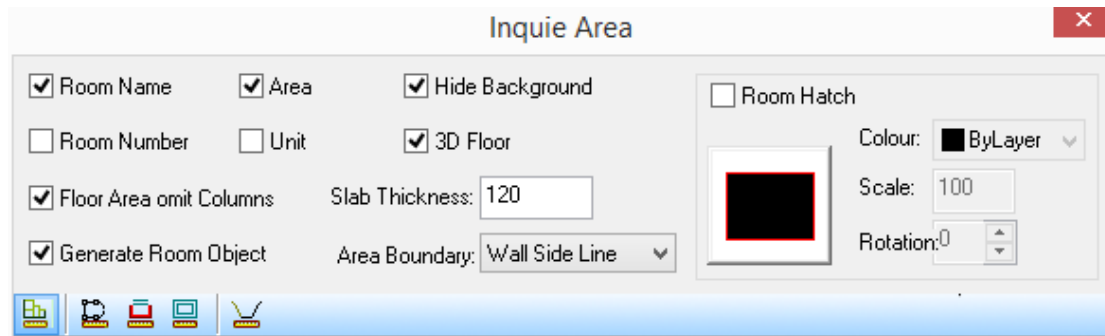 Inquie Area
Room Name Area Hide Background Room Hatch
Room Number Unit 3D Floor Colour: ByLayer
Floor Area omit Columns Slab Thickness: 120 Scale: 100
Generate Room Object Area Boundary: Wall Side Line Rotation: 0